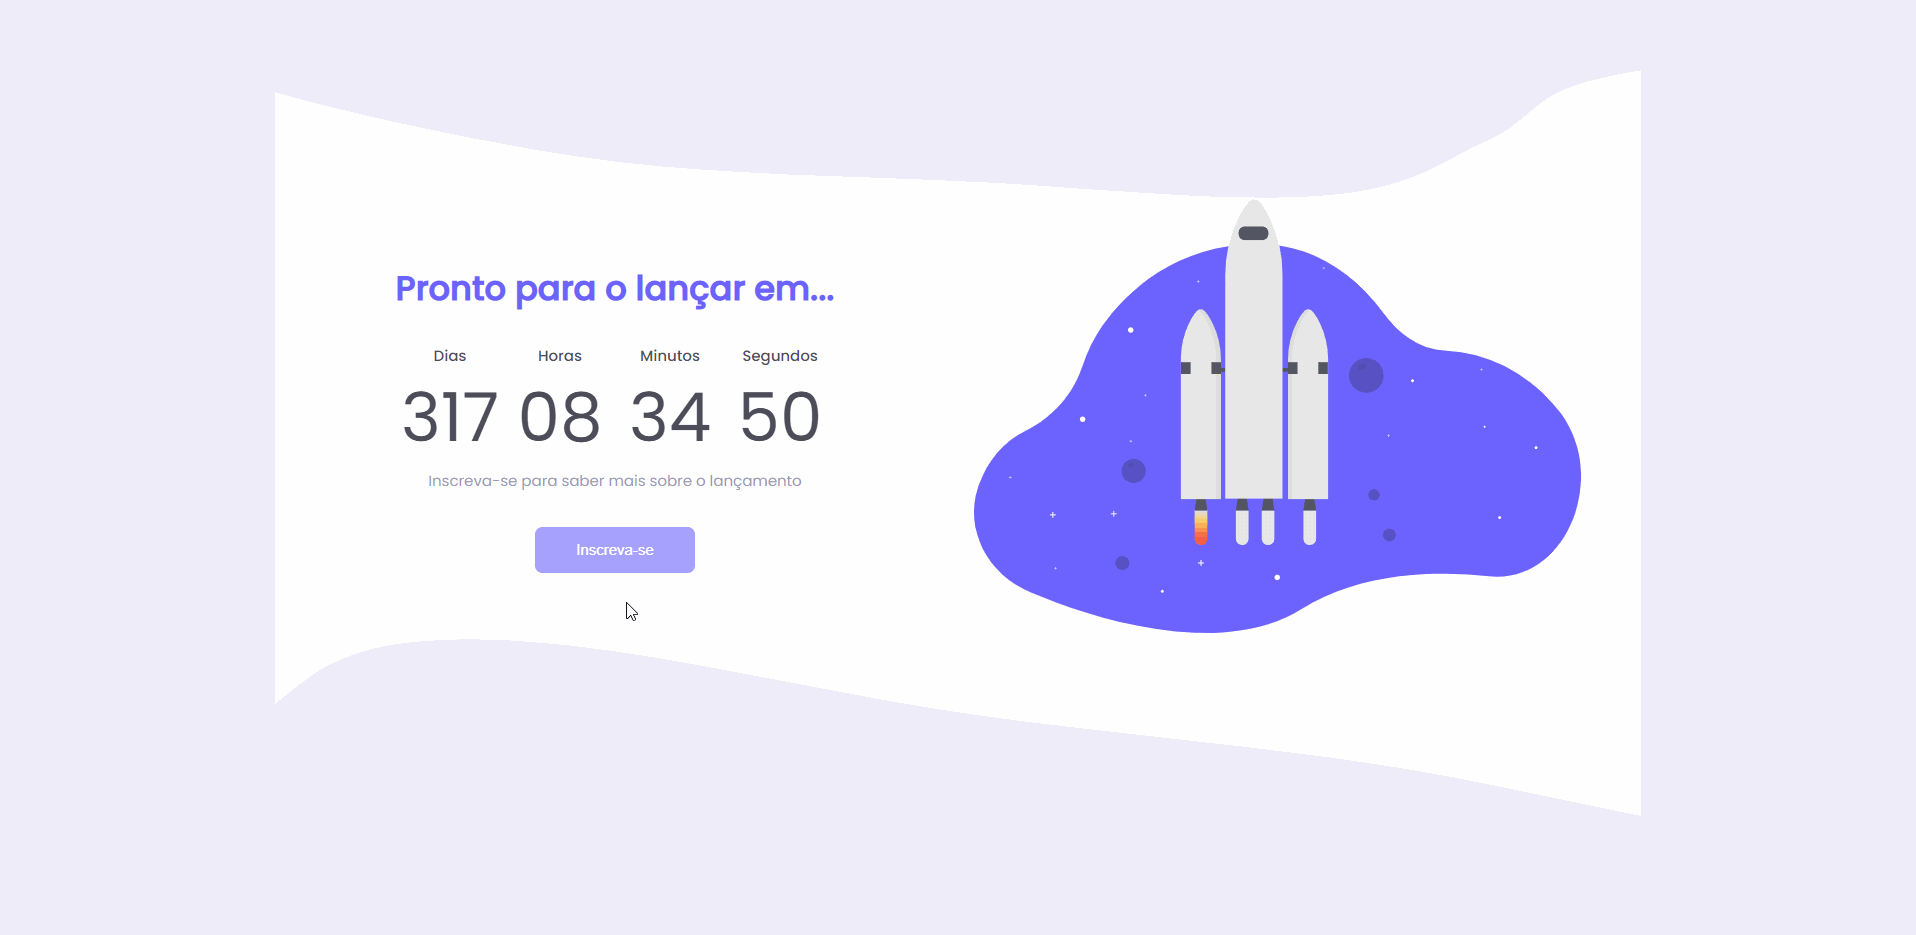 Pronto para o lançar em...
Dias Horas Minutos Segundos
317 08 34 50
Inscreva-se para saber mais sobre o lançamento
Inscreva-se